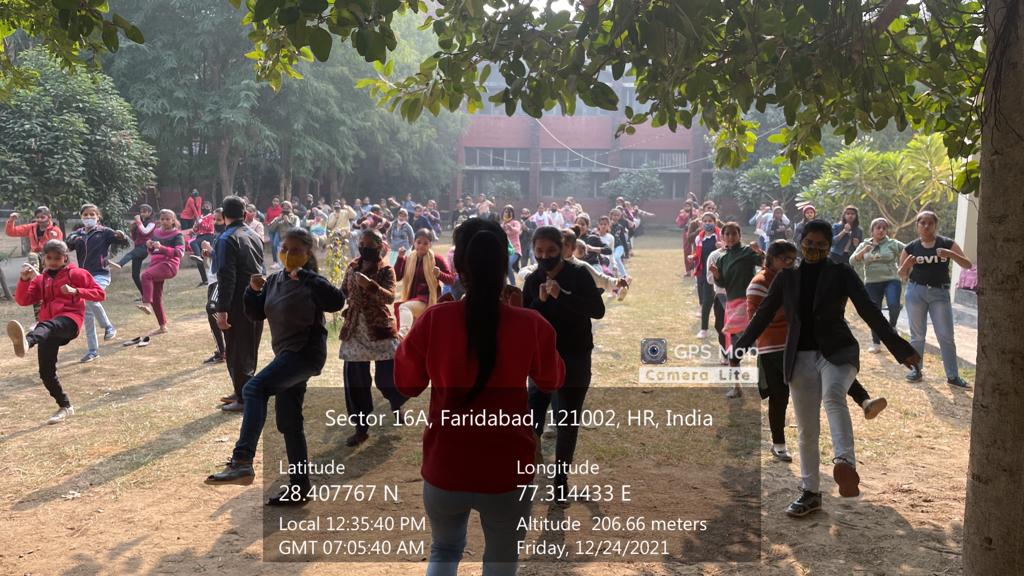 GPS Map
Camera Lite
Sector 16A, Faridabad, 121002, HR, India
Latitude
28.407767 N
Longitude
77.314433 E
Local 12:35:40 PM
GMT 07:05:40 AM
Altitude 206.66 meters
Friday, 12/24/2021